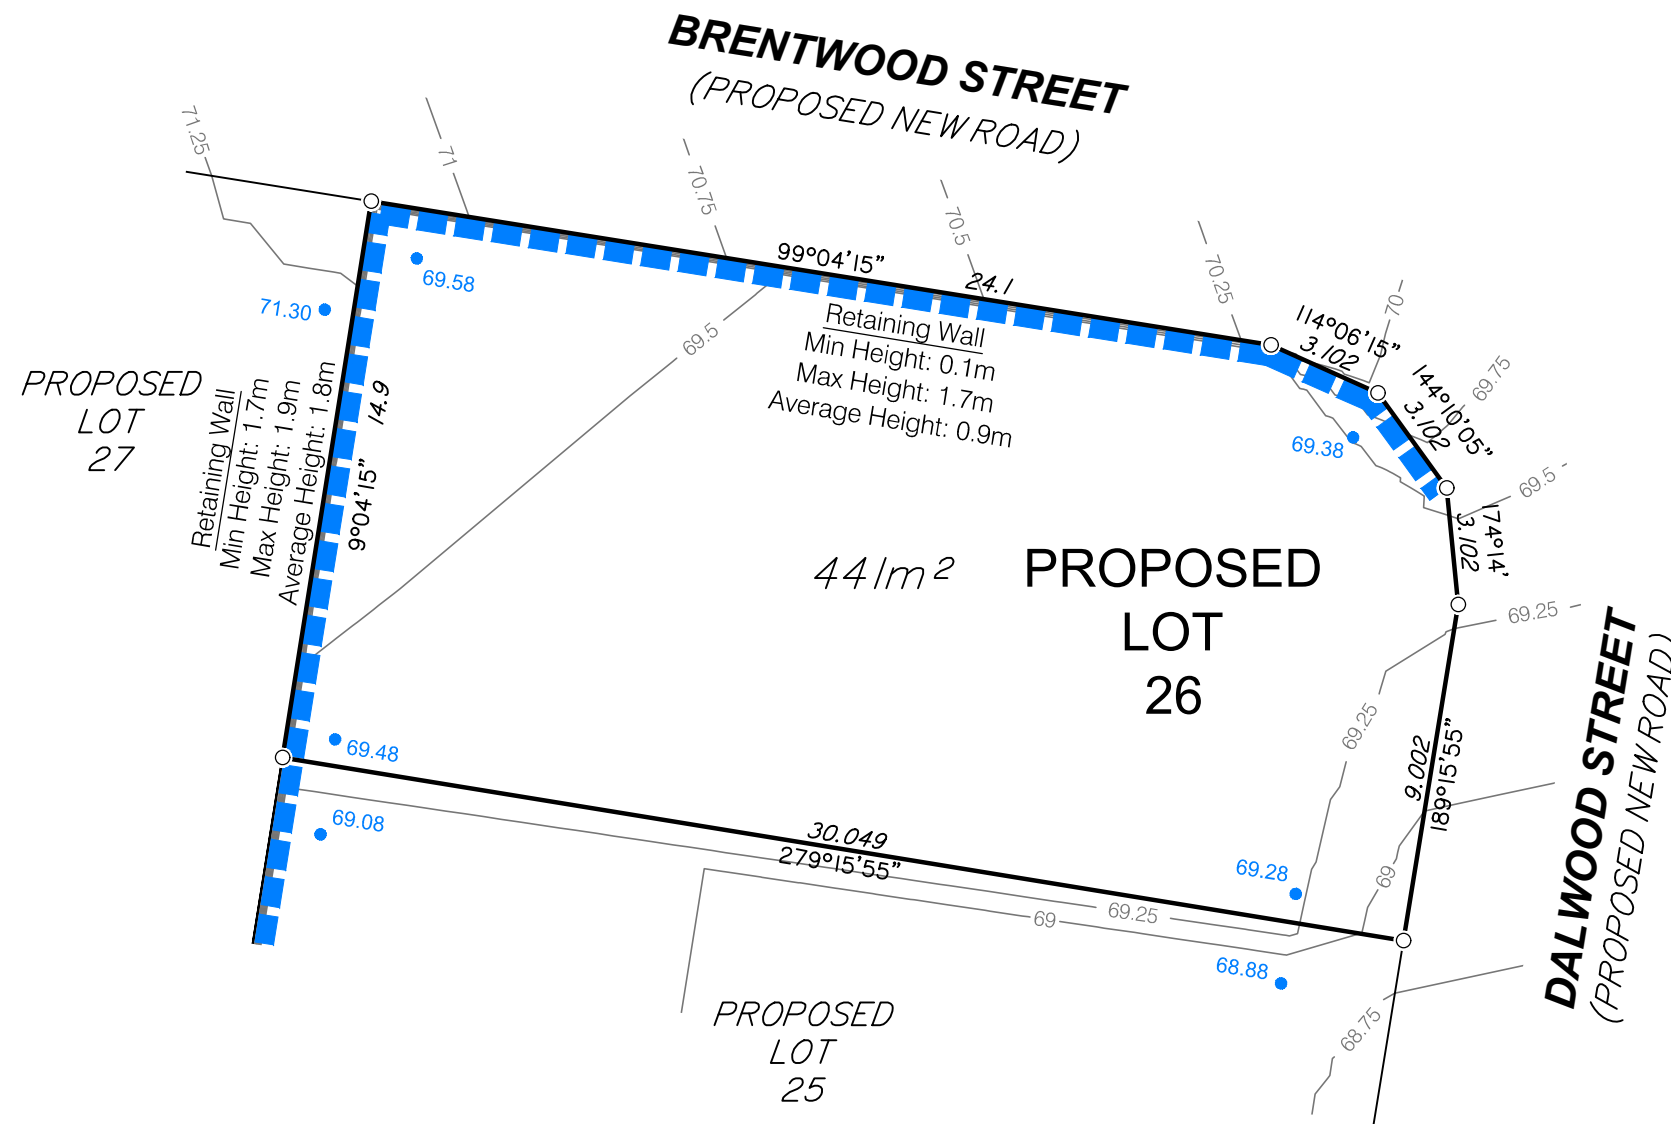 BRENTWOOD STREET
(PROPOSED NEW ROAD)
71.25
71
70.75
70.5
70.25
70
69.75
69.5
69.25
99°04'15"
24.1
114°06'15"
3.102
144°10'05"
3.102
174°14'
3.102
69.58
71.30
69.5
Retaining Wall
Min Height: 0.1m
Max Height: 1.7m
Average Height: 0.9m
69.38
PROPOSED
LOT
27
Retaining Wall
Min Height: 1.7m
Max Height: 1.9m
Average Height: 1.8m
9°04'15"
14.9
441m²
PROPOSED
LOT
26
69.25
9.002
189°15'55"
DALWOOD STREET
(PROPOSED NEW ROAD)
69.48
69.08
30.049
279°15'55"
69.28
69
69.25
69
68.88
68.75
PROPOSED
LOT
25